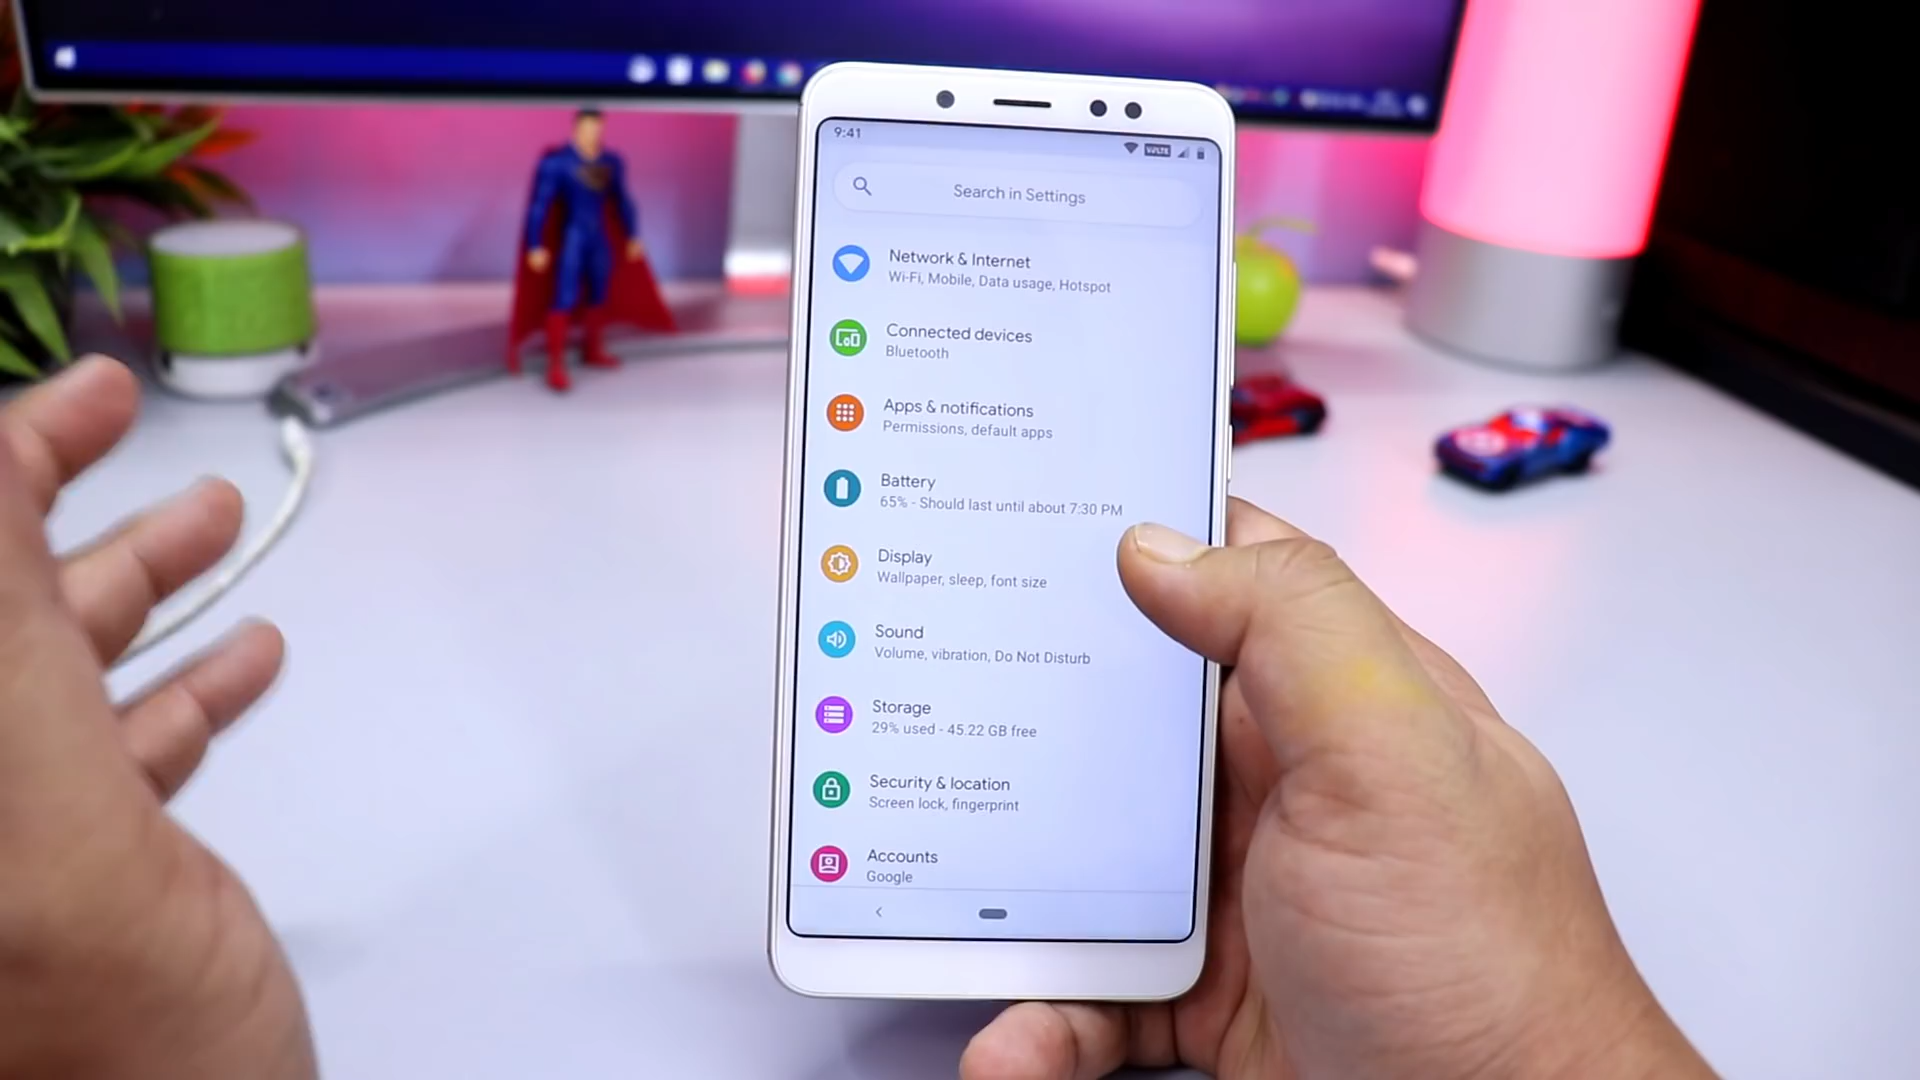 9:41
VoLTE
Search in Settings
Network & Internet
Wi-Fi, Mobile, Data usage, Hotspot
Connected devices
Bluetooth
Apps & notifications
Permissions, default apps
Battery
65% - Should last until about 7:30 PM
Display
Wallpaper, sleep, font size
Sound
Volume, vibration, Do Not Disturb
Storage
29% used - 45.22 GB free
Security & location
Screen lock, fingerprint
Accounts
Google